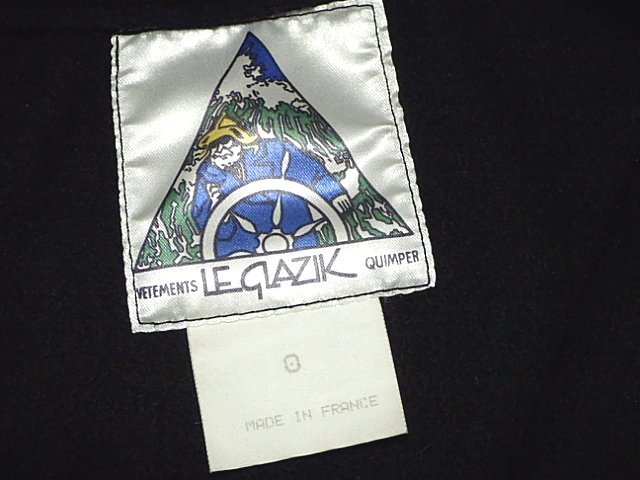 VETEMENTS LE GLAZIK QUIMPER
0
MADE IN FRANCE